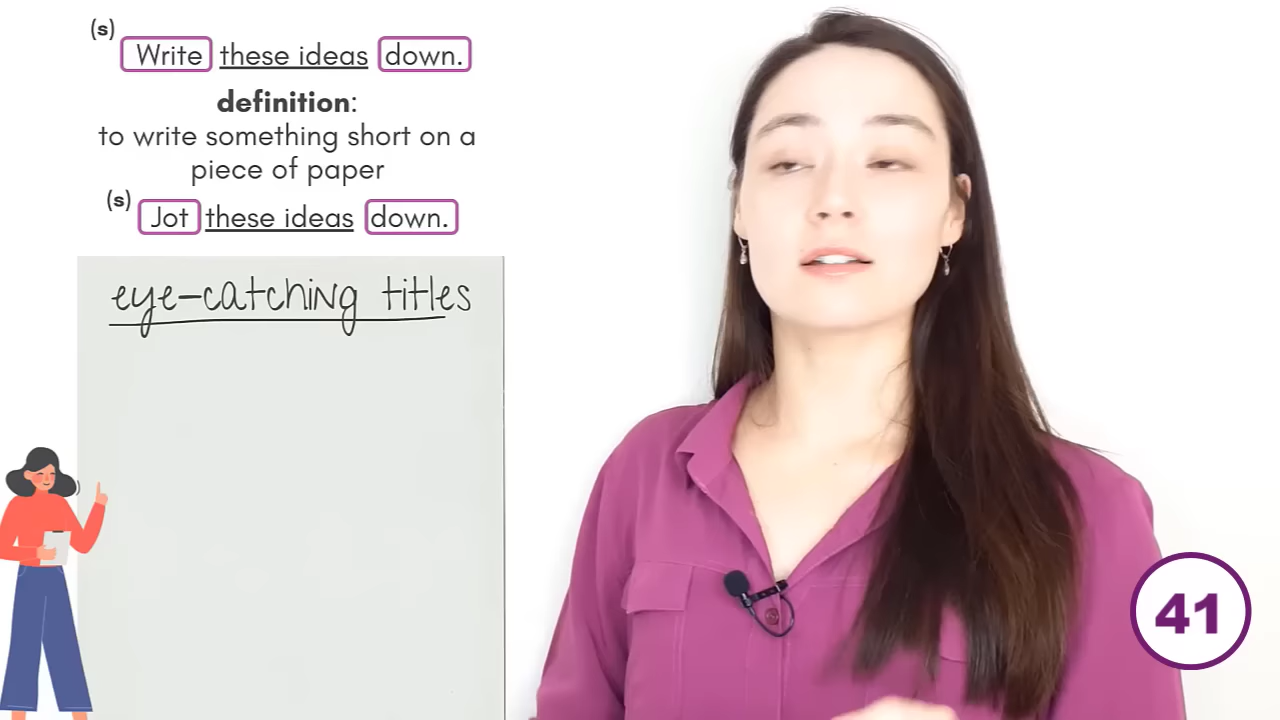 (s)
Write these ideas down.
definition:
to write something short on a
piece of paper
(s)
Jot these ideas down.
eye-catching titles
41